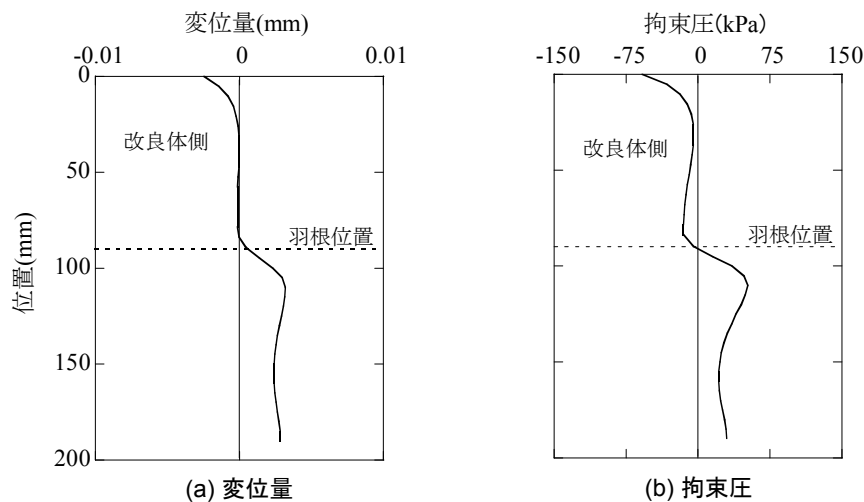 変位量(mm)
-0.01 0 0.01
0
50
100
150
200
位置(mm)
改良体側
羽根位置
(a) 変位量
拘束圧(kPa)
-150 -75 0 75 150
改良体側
羽根位置
(b) 拘束圧